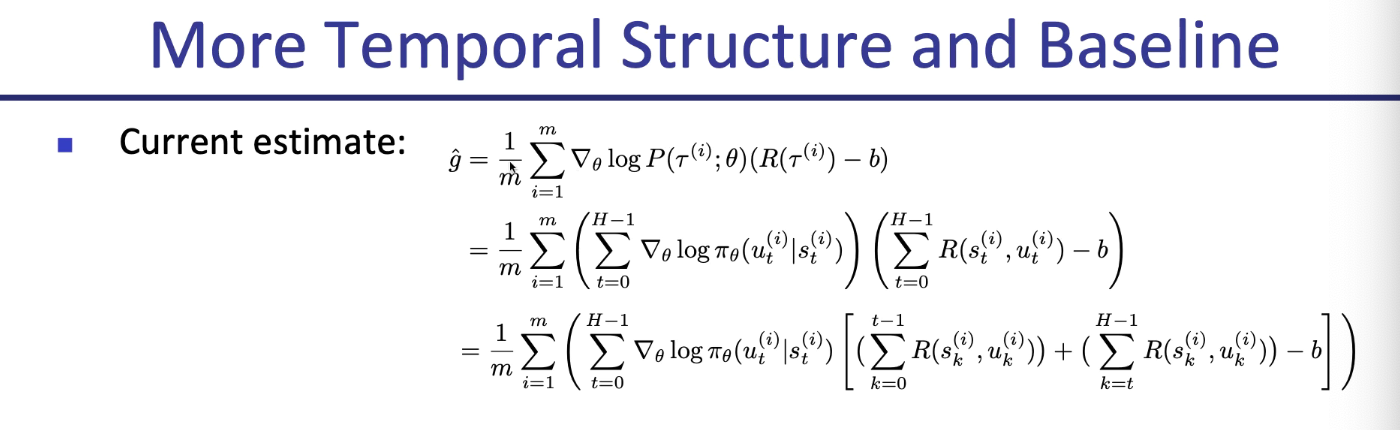 More Temporal Structure and Baseline
Current estimate: $\hat{g} = \frac{1}{m} \sum_{i=1}^{m} \nabla_\theta \log P(\tau^{(i)}; \theta)(R(\tau^{(i)}) - b)$
$= \frac{1}{m} \sum_{i=1}^{m} \left( \sum_{t=0}^{H-1} \nabla_\theta \log \pi_\theta(u_t^{(i)} | s_t^{(i)}) \right) \left( \sum_{t=0}^{H-1} R(s_t^{(i)}, u_t^{(i)}) - b \right)$
$= \frac{1}{m} \sum_{i=1}^{m} \left( \sum_{t=0}^{H-1} \nabla_\theta \log \pi_\theta(u_t^{(i)} | s_t^{(i)}) \left[ (\sum_{k=0}^{t-1} R(s_k^{(i)}, u_k^{(i)})) + (\sum_{k=t}^{H-1} R(s_k^{(i)}, u_k^{(i)})) - b \right] \right)$